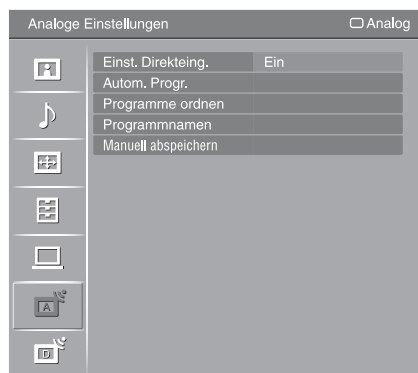 Analoge Einstellungen Analog
Einst. Direkteing. Ein
Autom. Progr.
Programme ordnen
Programmnamen
Manuell abspeichern
A
D